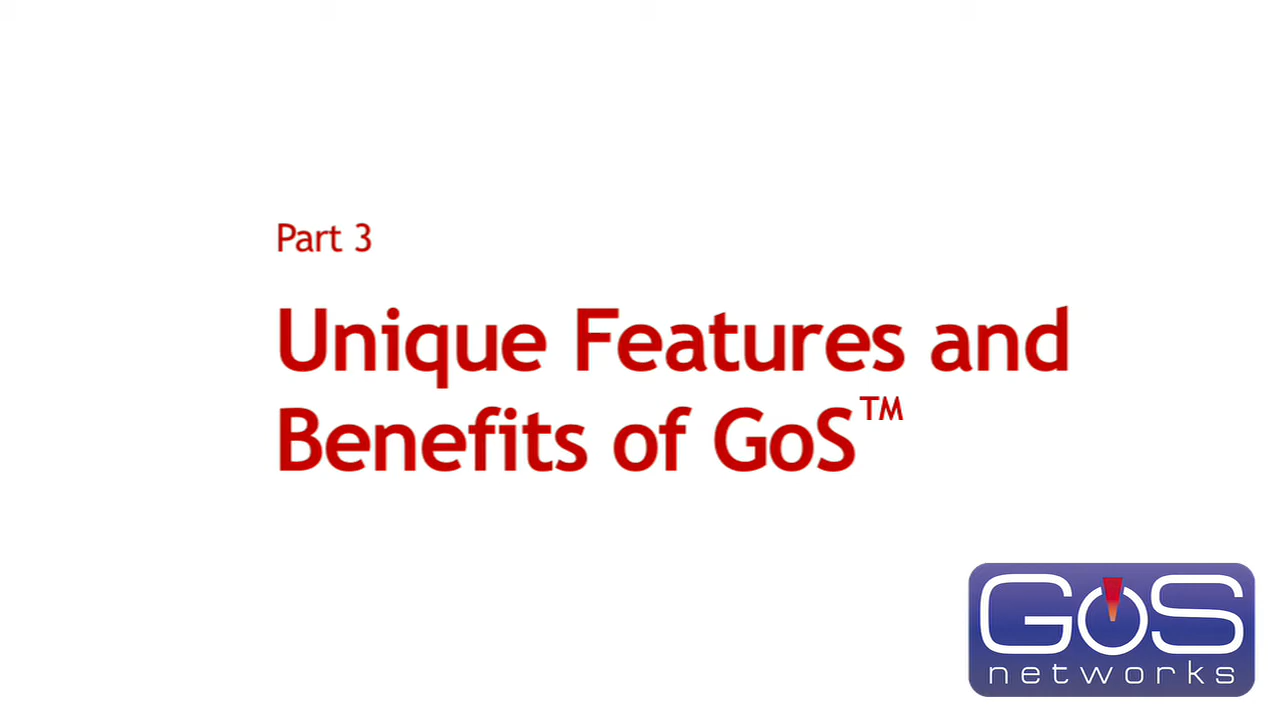 Part 3
Unique Features and
Benefits of GoS™
GoS
networks